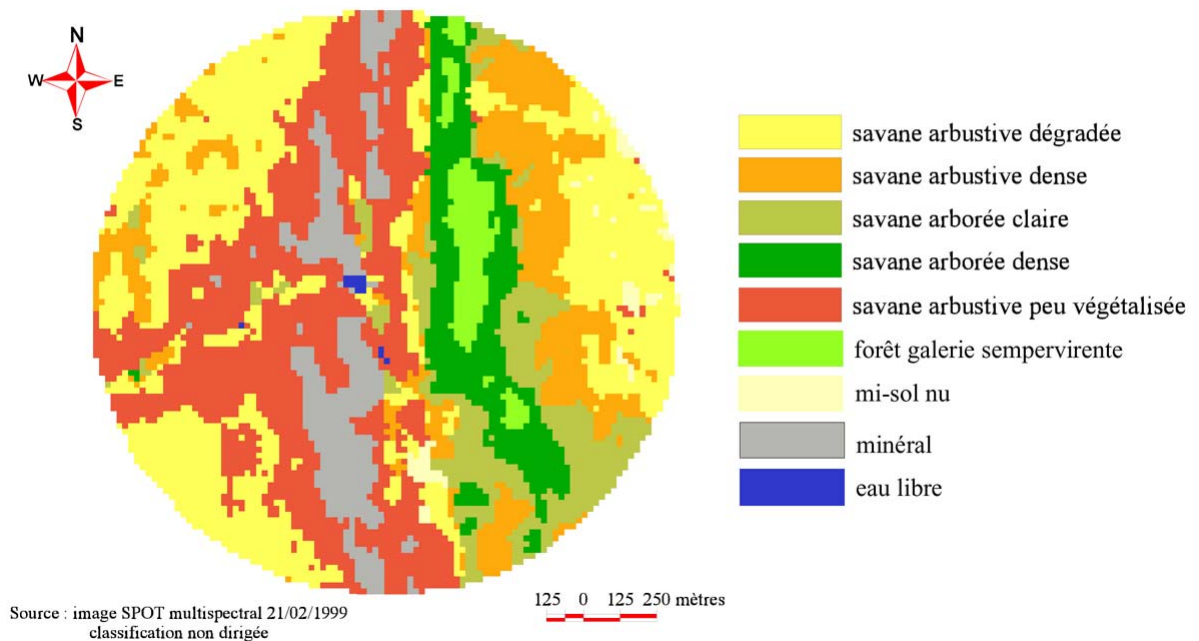 N
W E
S
savane arbustive dégradée
savane arbustive dense
savane arborée claire
savane arborée dense
savane arbustive peu végétalisée
forêt galerie sempervirente
mi-sol nu
minéral
eau libre
125 0 125 250 mètres
Source : image SPOT multispectral 21/02/1999
classification non dirigée